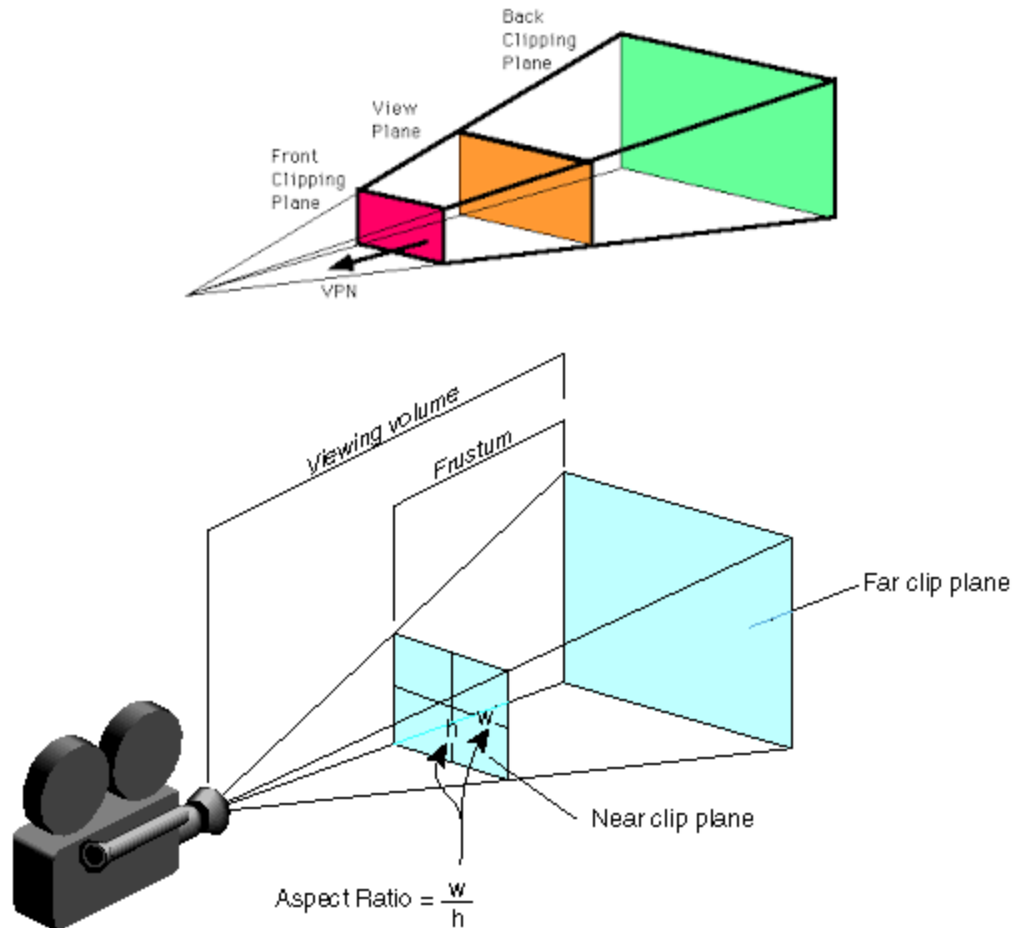 Back
Clipping
Plane
View
Plane
Front
Clipping
Plane
VPN
Viewing volume
Frustum
Far clip plane
h
w
Near clip plane
Aspect Ratio = w
h